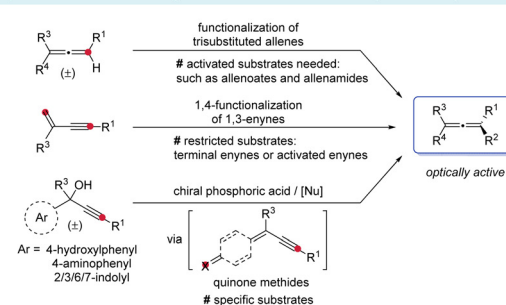 functionalization of
trisubstituted allenes
R3 R1
R4 H
(±)
# activated substrates needed:
such as allenoates and allenamides
1,4-functionalization
of 1,3-enynes
R1
R3
# restricted substrates:
terminal enynes or activated enynes
R3 R1
R4 R2
optically active
R3 OH
Ar
(±)
R1
chiral phosphoric acid / [Nu]
Ar = 4-hydroxylphenyl
4-aminophenyl
2/3/6/7-indolyl
via
R3
X
R1
quinone methides
# specific substrates